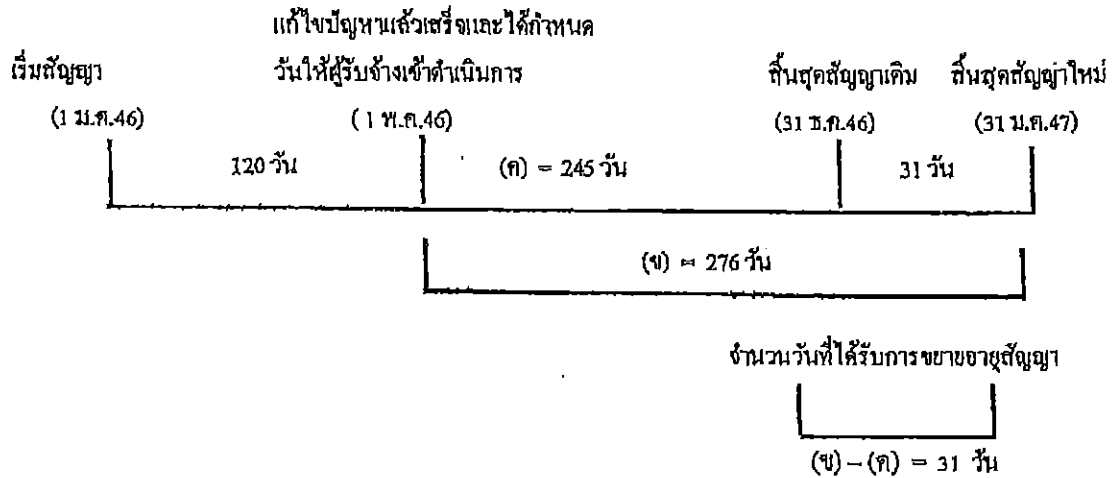 แก้ไขปัญหาแล้วเสร็จและได้กำหนด
เริ่มสัญญา วันให้ผู้รับจ้างเข้าดำเนินการ สิ้นสุดสัญญาเดิม สิ้นสุดสัญญาใหม่
(1 ม.ค.46) (1 พ.ค.46) (31 ธ.ค.46) (31 ม.ค.47)
120 วัน (ค) = 245 วัน 31 วัน
(ข) = 276 วัน
จำนวนวันที่ได้รับการขยายอายุสัญญา
(ข) – (ค) = 31 วัน